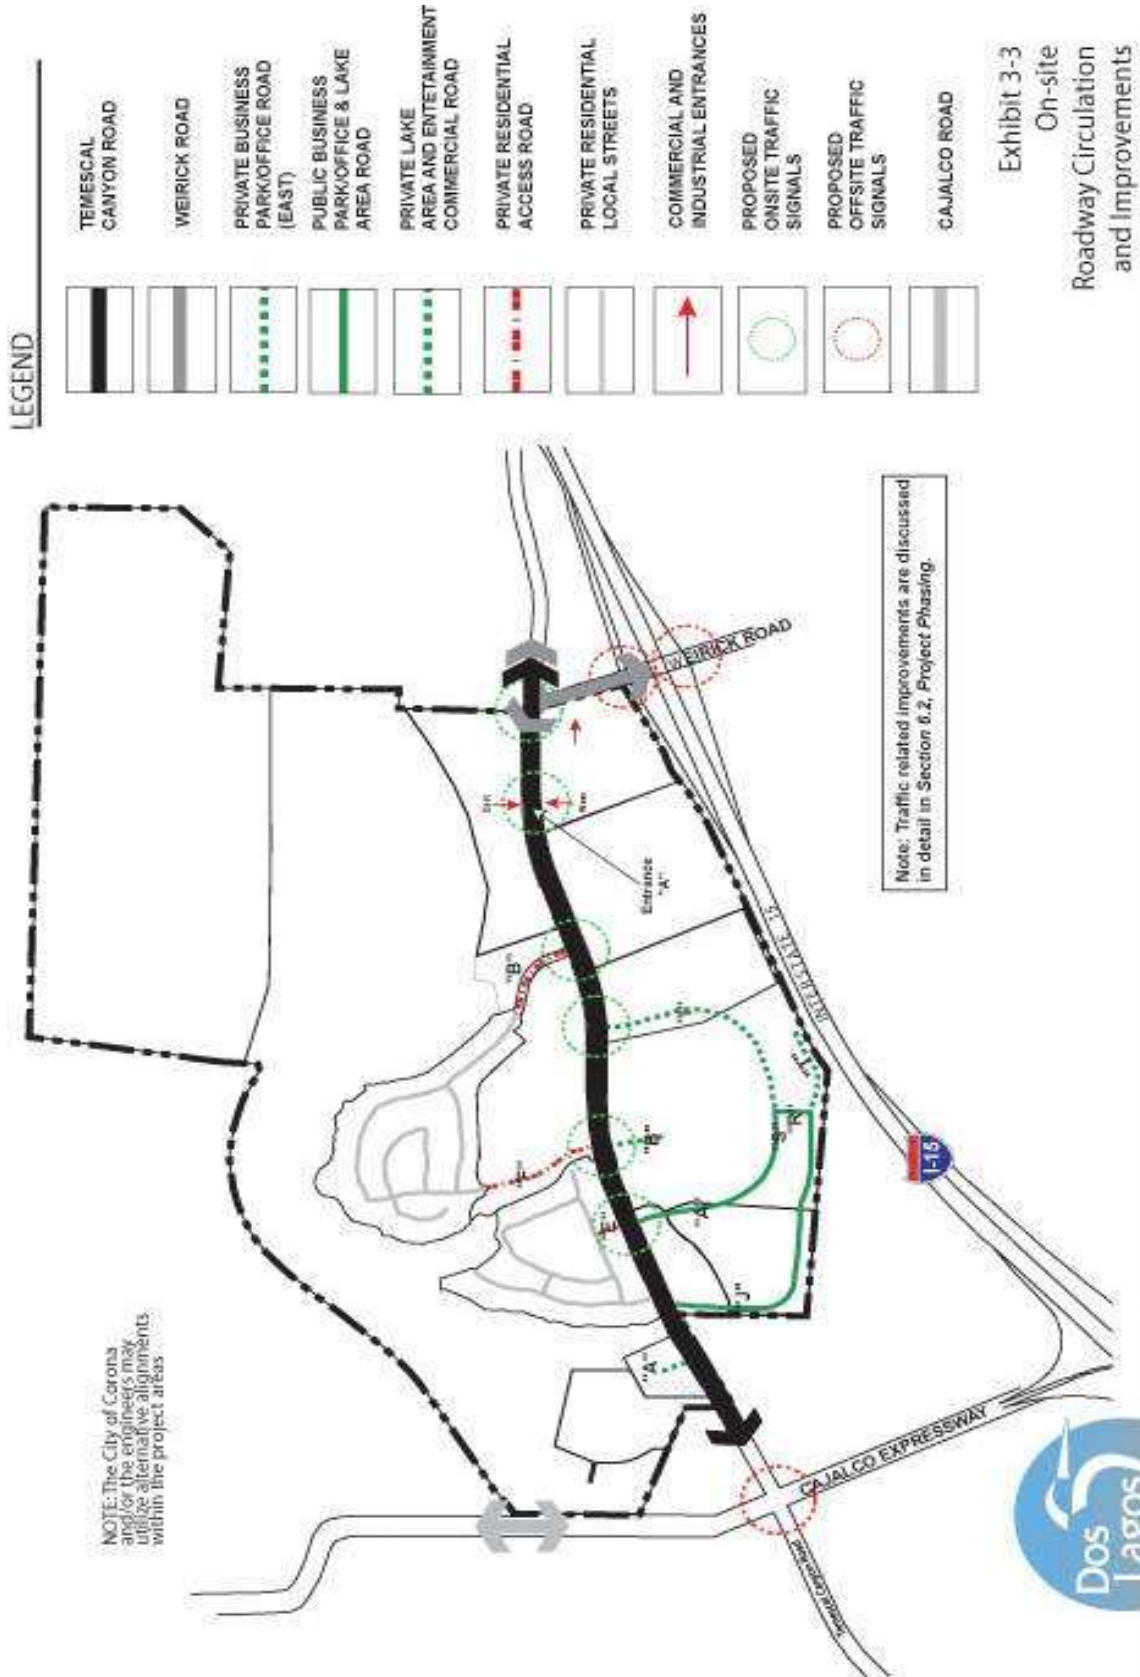 LEGEND
TEMESCAL
CANYON ROAD
WEIRICK ROAD
PRIVATE BUSINESS
PARK/OFFICE ROAD
(EAST)
PUBLIC BUSINESS
PARK/OFFICE & LAKE
AREA ROAD
PRIVATE LAKE
AREA AND ENTETAINMENT
COMMERCIAL ROAD
PRIVATE RESIDENTIAL
ACCESS ROAD
PRIVATE RESIDENTIAL
LOCAL STREETS
COMMERCIAL AND
INDUSTRIAL ENTRANCES
PROPOSED
ONSITE TRAFFIC
SIGNALS
PROPOSED
OFFSITE TRAFFIC
SIGNALS
CAJALCO ROAD
Exhibit 3-3
On-site
Roadway Circulation
and Improvements
NOTE: The City of Corona
and/or the engineers may
utilize alternative alignments
within the project areas
"B"
Entrance
"A"
"F"
"B"
"E"
"A"
"S"
"R"
"T"
"J"
"A"
WEIRICK ROAD
INTERSTATE 15
I-15
CAJALCO EXPRESSWAY
Temescal Canyon Road
Note: Traffic related improvements are discussed
in detail in Section 6.2, Project Phasing.
Dos
Lagos